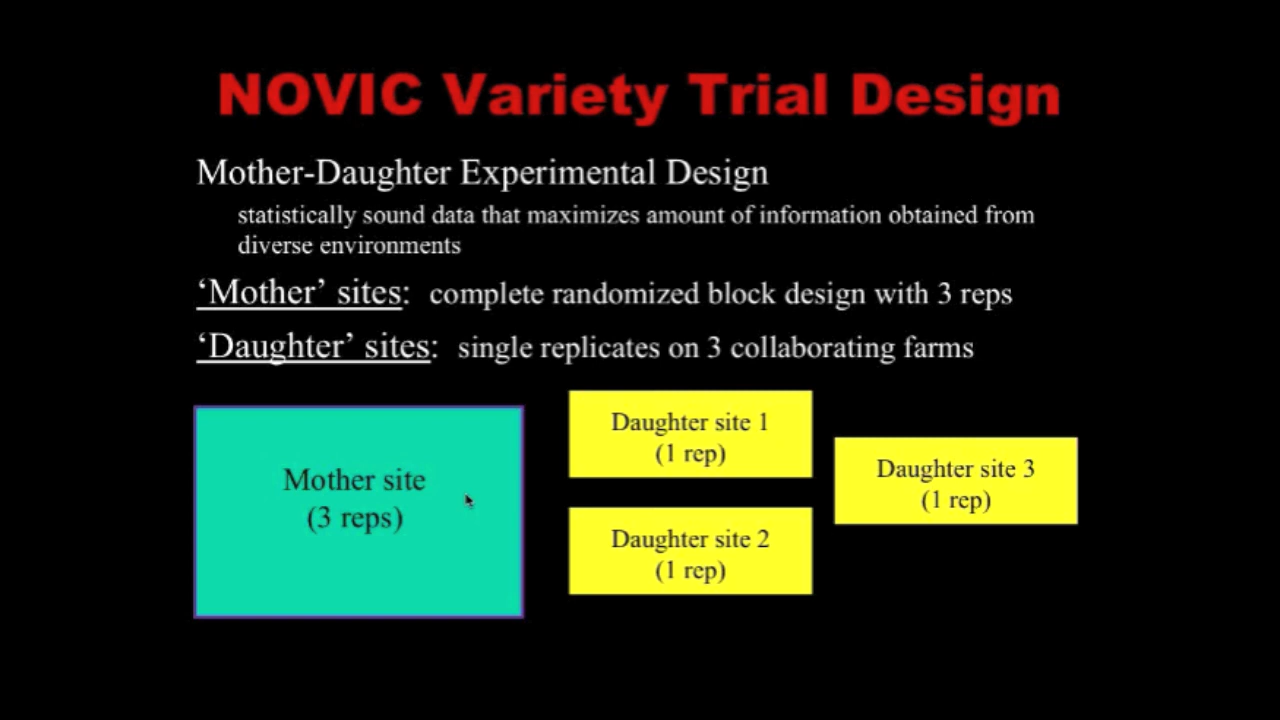 NOVIC Variety Trial Design
Mother-Daughter Experimental Design
statistically sound data that maximizes amount of information obtained from
diverse environments
‘Mother’ sites: complete randomized block design with 3 reps
‘Daughter’ sites: single replicates on 3 collaborating farms
Mother site
(3 reps)
Daughter site 1
(1 rep)
Daughter site 2
(1 rep)
Daughter site 3
(1 rep)